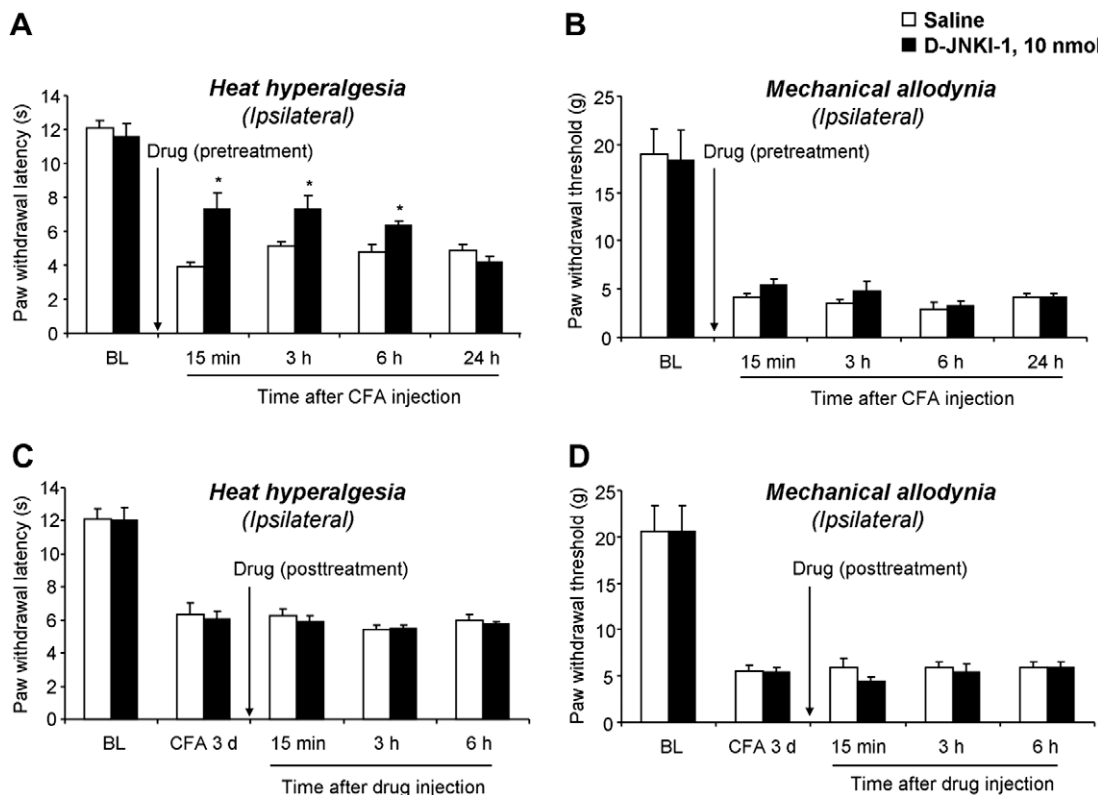 A
B
Saline
D-JNKI-1, 10 nmol
Heat hyperalgesia
(Ipsilateral)
Drug (pretreatment)
Paw withdrawal latency (s)
14
12
10
8
6
4
2
0
*
*
*
BL
15 min
3 h
6 h
24 h
Time after CFA injection
Mechanical allodynia
(Ipsilateral)
Drug (pretreatment)
Paw withdrawal threshold (g)
25
20
15
10
5
0
BL
15 min
3 h
6 h
24 h
Time after CFA injection
C
Heat hyperalgesia
(Ipsilateral)
Drug (posttreatment)
Paw withdrawal latency (s)
14
12
10
8
6
4
2
0
BL
CFA 3 d
15 min
3 h
6 h
Time after drug injection
D
Mechanical allodynia
(Ipsilateral)
Drug (posttreatment)
Paw withdrawal threshold (g)
25
20
15
10
5
0
BL
CFA 3 d
15 min
3 h
6 h
Time after drug injection